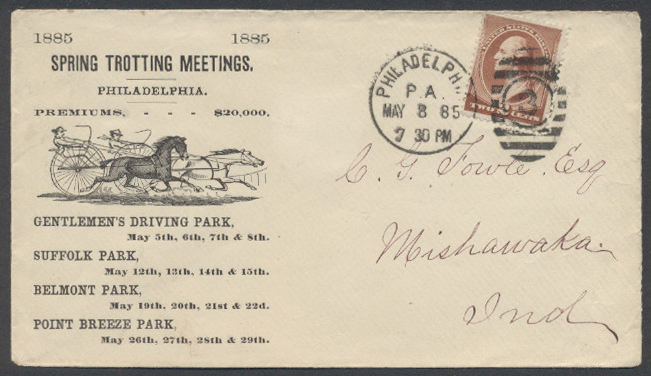 1885 1885
SPRING TROTTING MEETINGS.
PHILADELPHIA.
PREMIUMS, - - - $20,000.
GENTLEMEN'S DRIVING PARK,
May 5th, 6th, 7th & 8th.
SUFFOLK PARK,
May 12th, 13th, 14th & 15th.
BELMONT PARK,
May 19th, 20th, 21st & 22d.
POINT BREEZE PARK,
May 26th, 27th, 28th & 29th.
PHILADELPHIA
P.A.
MAY 8 85
7 30 PM
C. G. Fowle. Esq
Mishawaka.
Ind